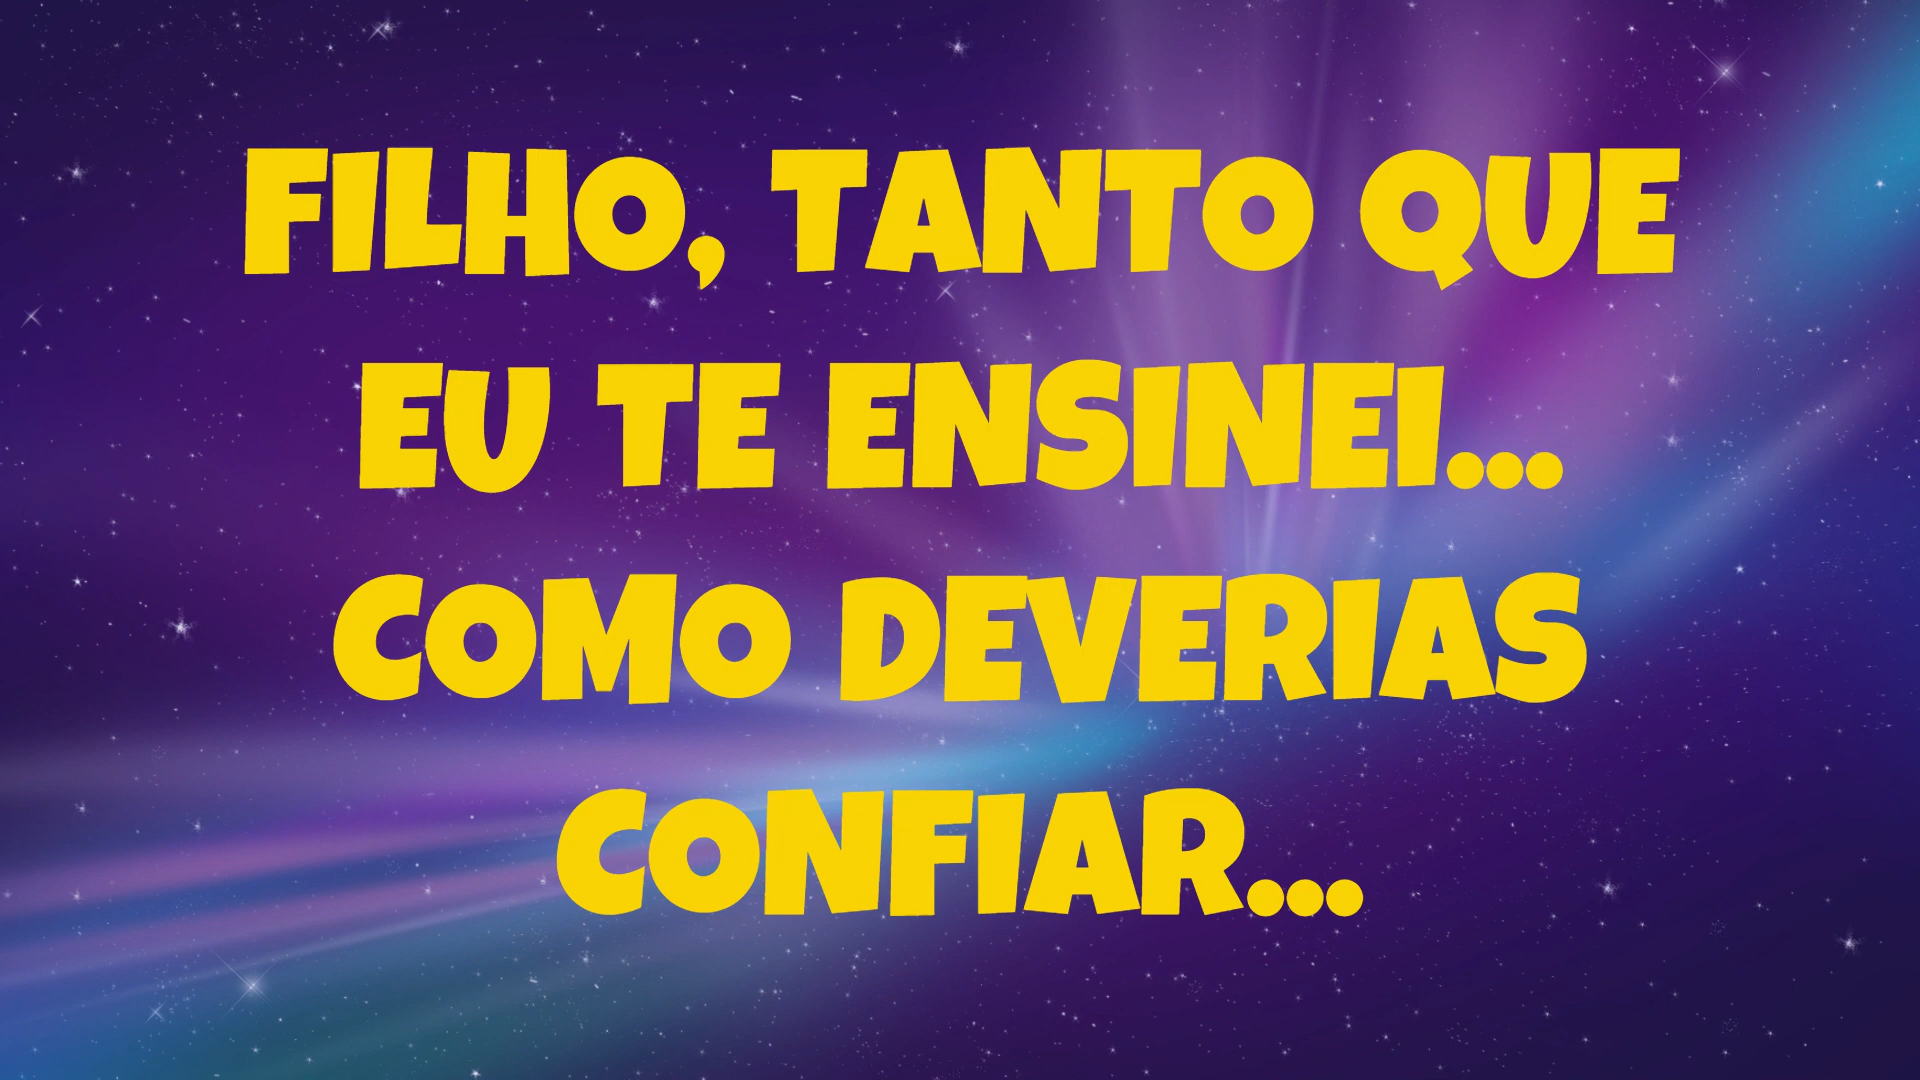 FILHO, TANTO QUE
EU TE ENSINEI...
COMO DEVERIAS
CONFIAR...